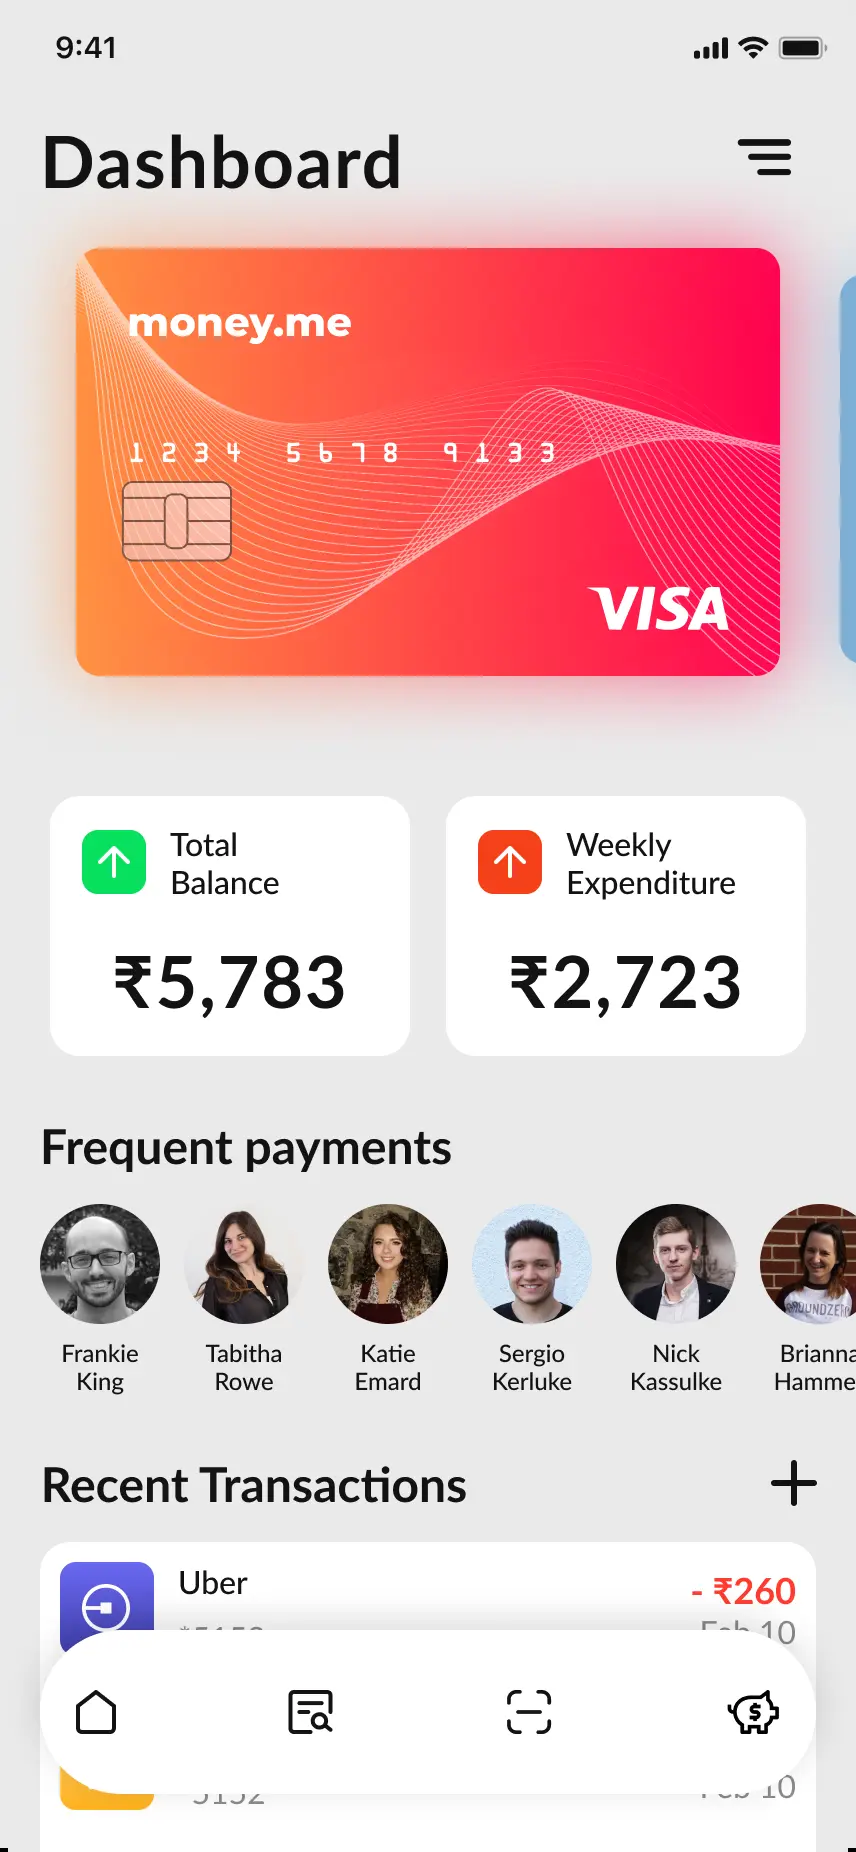 9:41
Dashboard
money.me
1234 5678 9133
VISA
Total
Balance
₹5,783
Weekly
Expenditure
₹2,723
Frequent payments
Frankie
King
Tabitha
Rowe
Katie
Emard
Sergio
Kerluke
Nick
Kassulke
Brianna
Hamme
Recent Transactions
Uber
- ₹260
*5152
Feb 10
5152
Feb 10